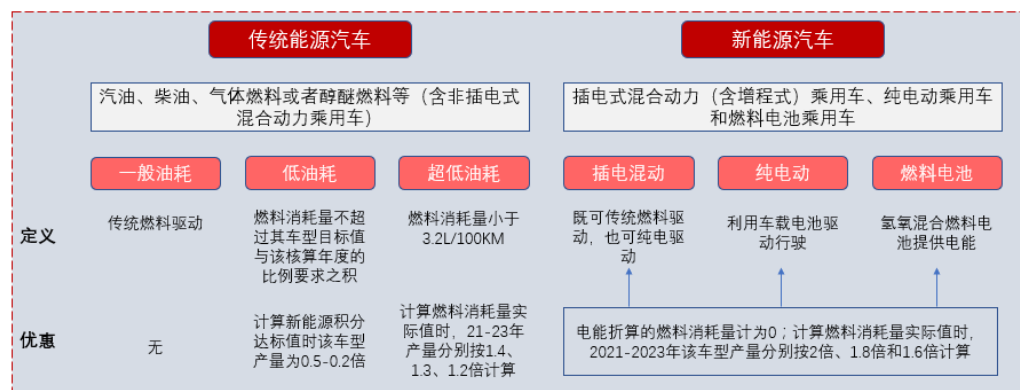 传统能源汽车
新能源汽车
汽油、柴油、气体燃料或者醇醚燃料等（含非插电式
混合动力乘用车）
插电式混合动力（含增程式）乘用车、纯电动乘用车
和燃料电池乘用车
一般油耗
低油耗
超低油耗
插电混动
纯电动
燃料电池
定义
传统燃料驱动
燃料消耗量不超
过其车型目标值
与该核算年度的
比例要求之积
燃料消耗量小于
3.2L/100KM
既可传统燃料驱
动，也可纯电驱
动
利用车载电池驱
动行驶
氢氧混合燃料电
池提供电能
优惠
无
计算新能源积分
达标值时该车型
产量为0.5-0.2倍
计算燃料消耗量实
际值时，21-23年
产量分别按1.4、
1.3、1.2倍计算
电能折算的燃料消耗量计为0；计算燃料消耗量实际值时，
2021-2023年该车型产量分别按2倍、1.8倍和1.6倍计算